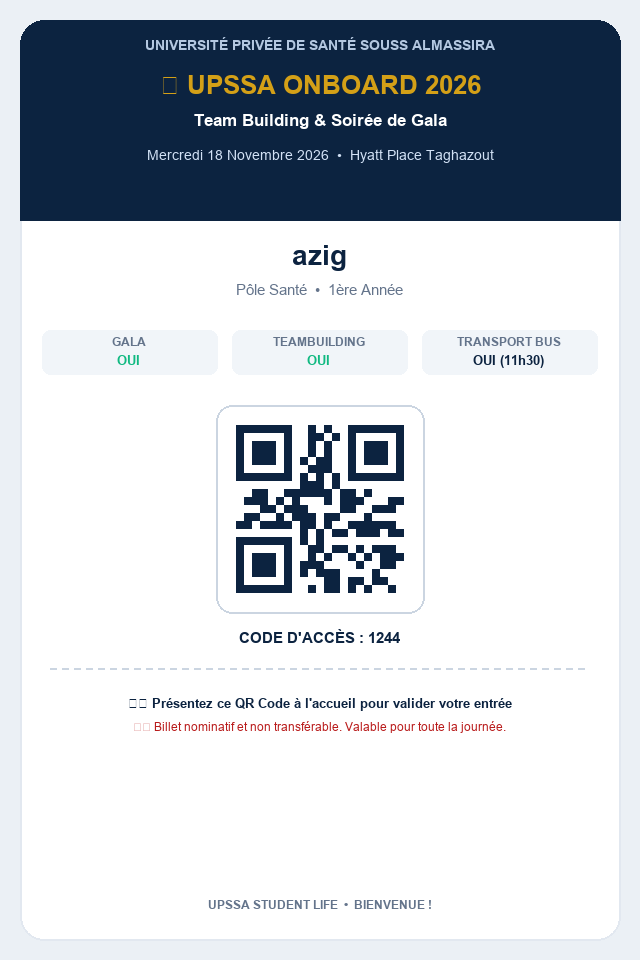 UNIVERSITÉ PRIVÉE DE SANTÉ SOUSS ALMASSIRA
UPSSA ONBOARD 2026
Team Building & Soirée de Gala
Mercredi 18 Novembre 2026 • Hyatt Place Taghazout
azig
Pôle Santé • 1ère Année
GALA
OUI
TEAMBUILDING
OUI
TRANSPORT BUS
OUI (11h30)
CODE D'ACCÈS : 1244
Présentez ce QR Code à l'accueil pour valider votre entrée
Billet nominatif et non transférable. Valable pour toute la journée.
UPSSA STUDENT LIFE • BIENVENUE !